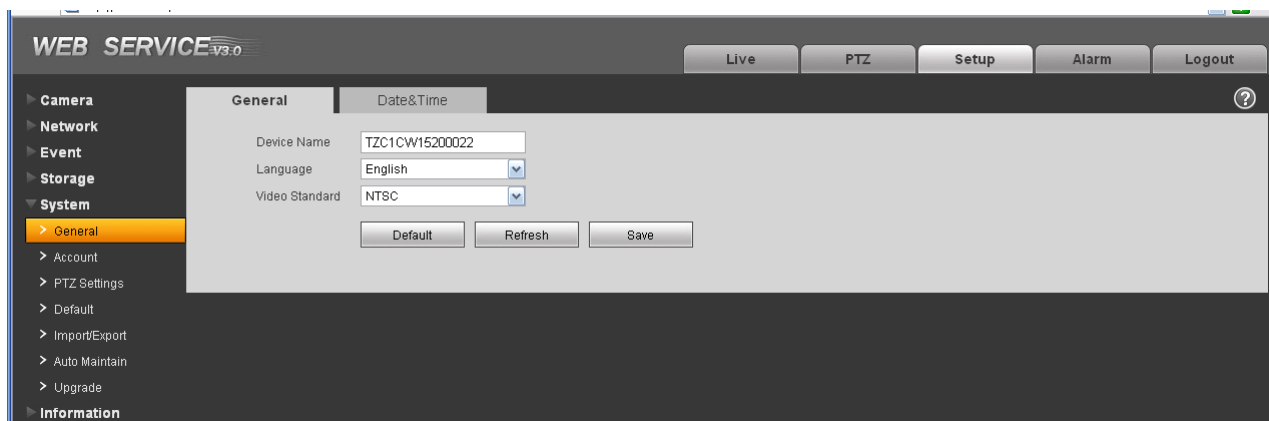 WEB SERVICE V3.0
Live
PTZ
Setup
Alarm
Logout
Camera
Network
Event
Storage
System
> General
> Account
> PTZ Settings
> Default
> Import/Export
> Auto Maintain
> Upgrade
Information
General
Date&Time
?
Device Name TZC1CW15200022
Language English
Video Standard NTSC
Default
Refresh
Save